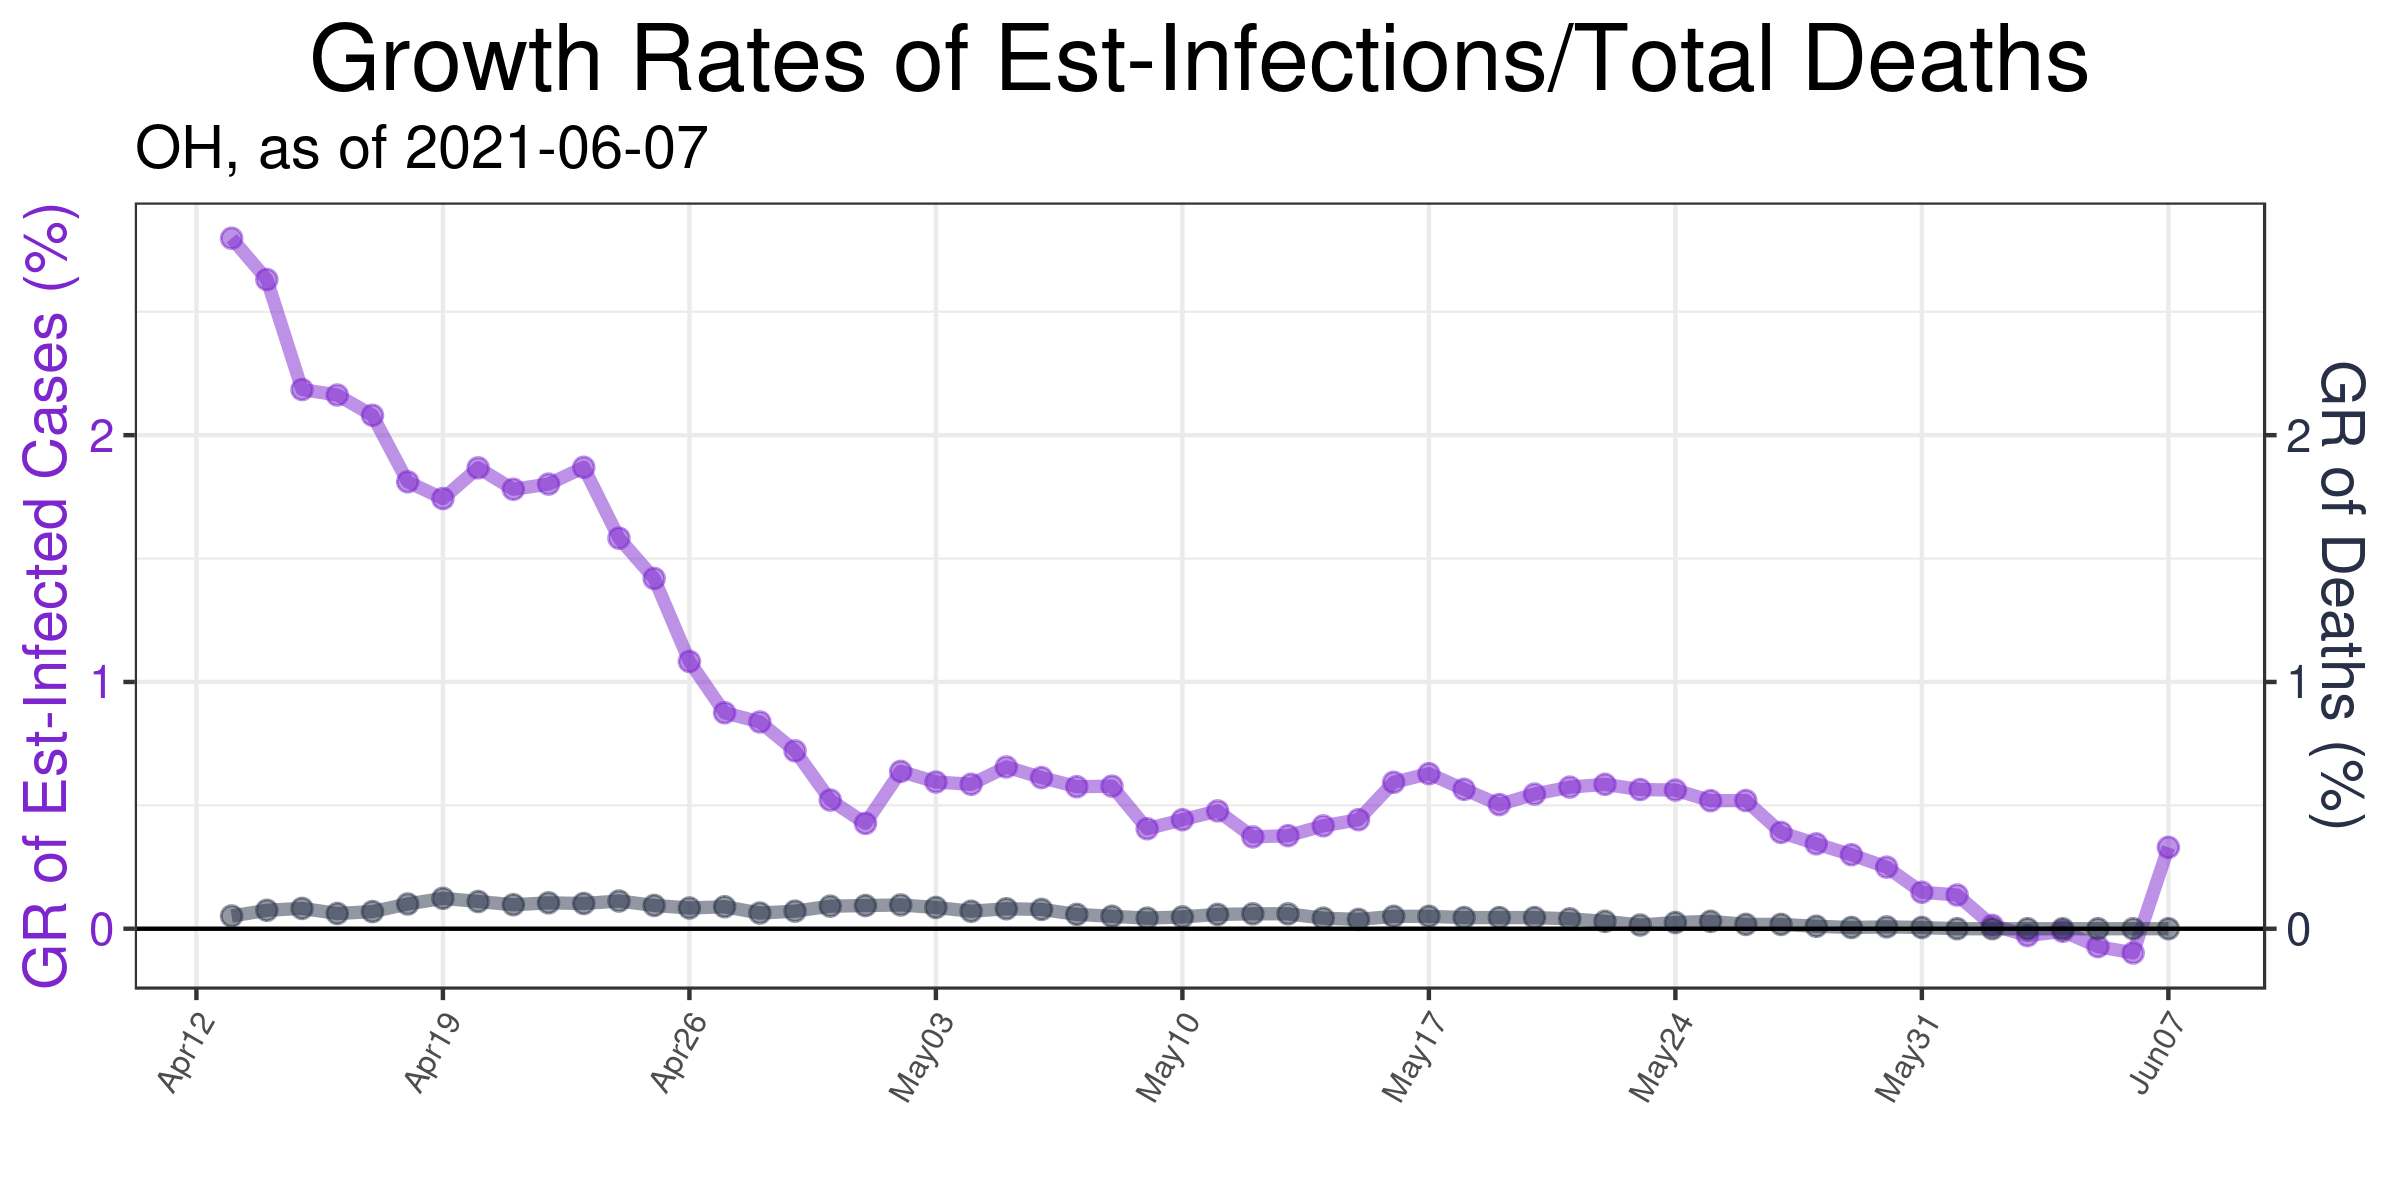 Growth Rates of Est-Infections/Total Deaths
OH, as of 2021-06-07
GR of Est-Infected Cases (%)
2
1
0
2
1
0
GR of Deaths (%)
Apr12
Apr19
Apr26
May03
May10
May17
May24
May31
Jun07